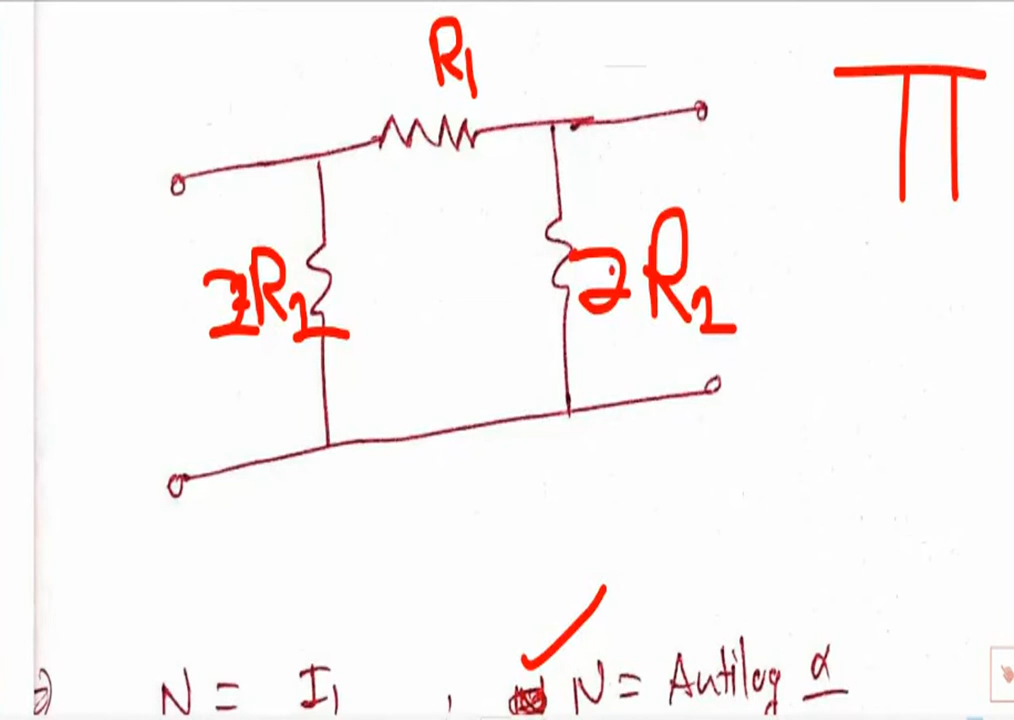 R1
π
2R2
2R2
N = I1 , N = Antilog α